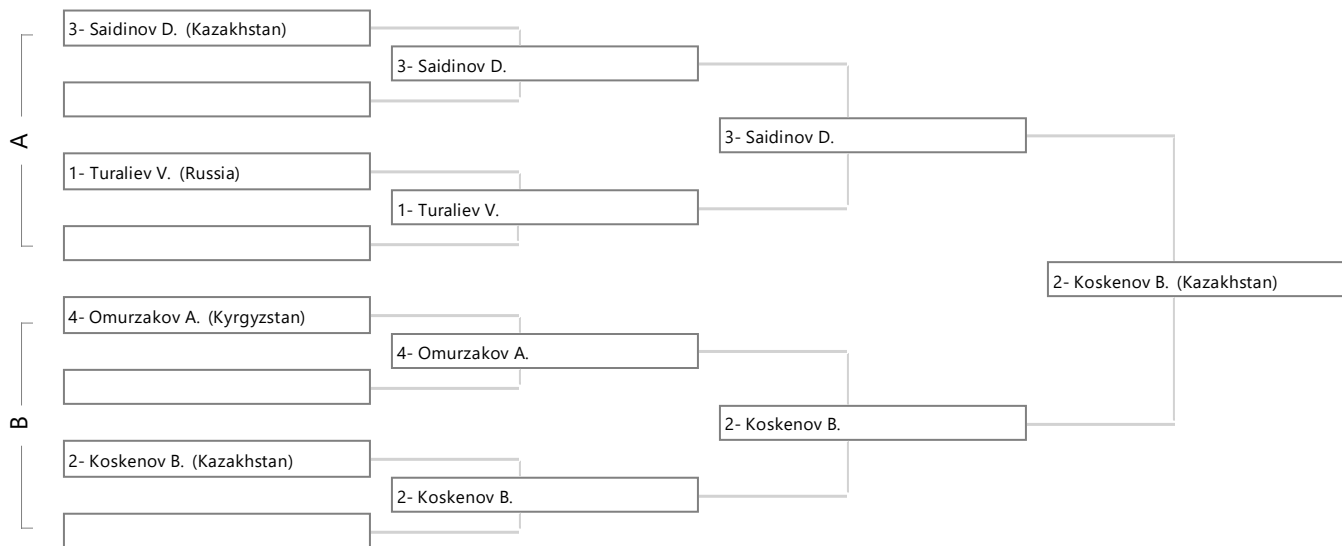 A
3- Saidinov D. (Kazakhstan)
1- Turaliev V. (Russia)
B
4- Omurzakov A. (Kyrgyzstan)
2- Koskenov B. (Kazakhstan)
3- Saidinov D.
1- Turaliev V.
4- Omurzakov A.
2- Koskenov B.
3- Saidinov D.
2- Koskenov B.
2- Koskenov B. (Kazakhstan)